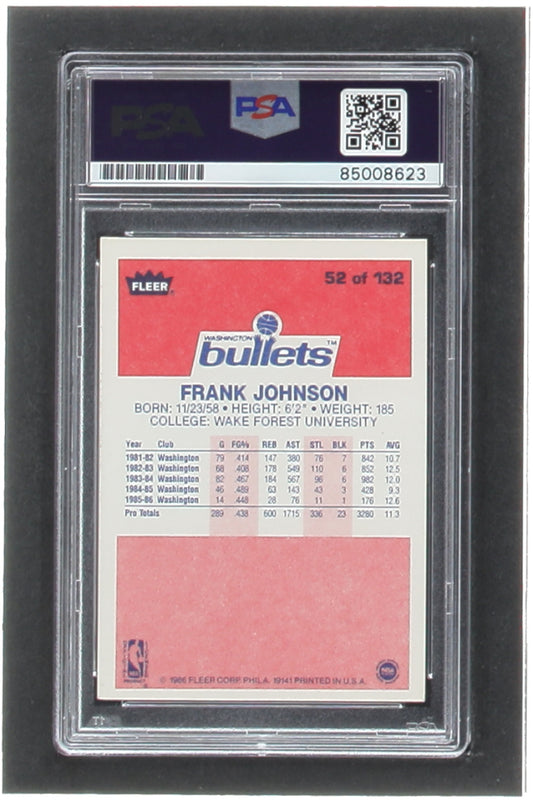 PSA
PSA
85008623
FLEER
52 of 132
WASHINGTON
bullets™
FRANK JOHNSON
BORN: 11/23/58 • HEIGHT: 6'2" • WEIGHT: 185
COLLEGE: WAKE FOREST UNIVERSITY
Year Club G FG% REB AST STL BLK PTS AVG
1981-82 Washington 79 .414 147 380 76 7 842 10.7
1982-83 Washington 68 .408 178 549 110 6 852 12.5
1983-84 Washington 82 .467 184 567 96 6 982 12.0
1984-85 Washington 46 .489 63 143 43 3 428 9.3
1985-86 Washington 14 .448 28 76 11 1 176 12.6
Pro Totals 289 .438 600 1715 336 23 3280 11.3
NBA
© 1986 FLEER CORP. PHILA. 19141 PRINTED IN U.S.A.
PSA